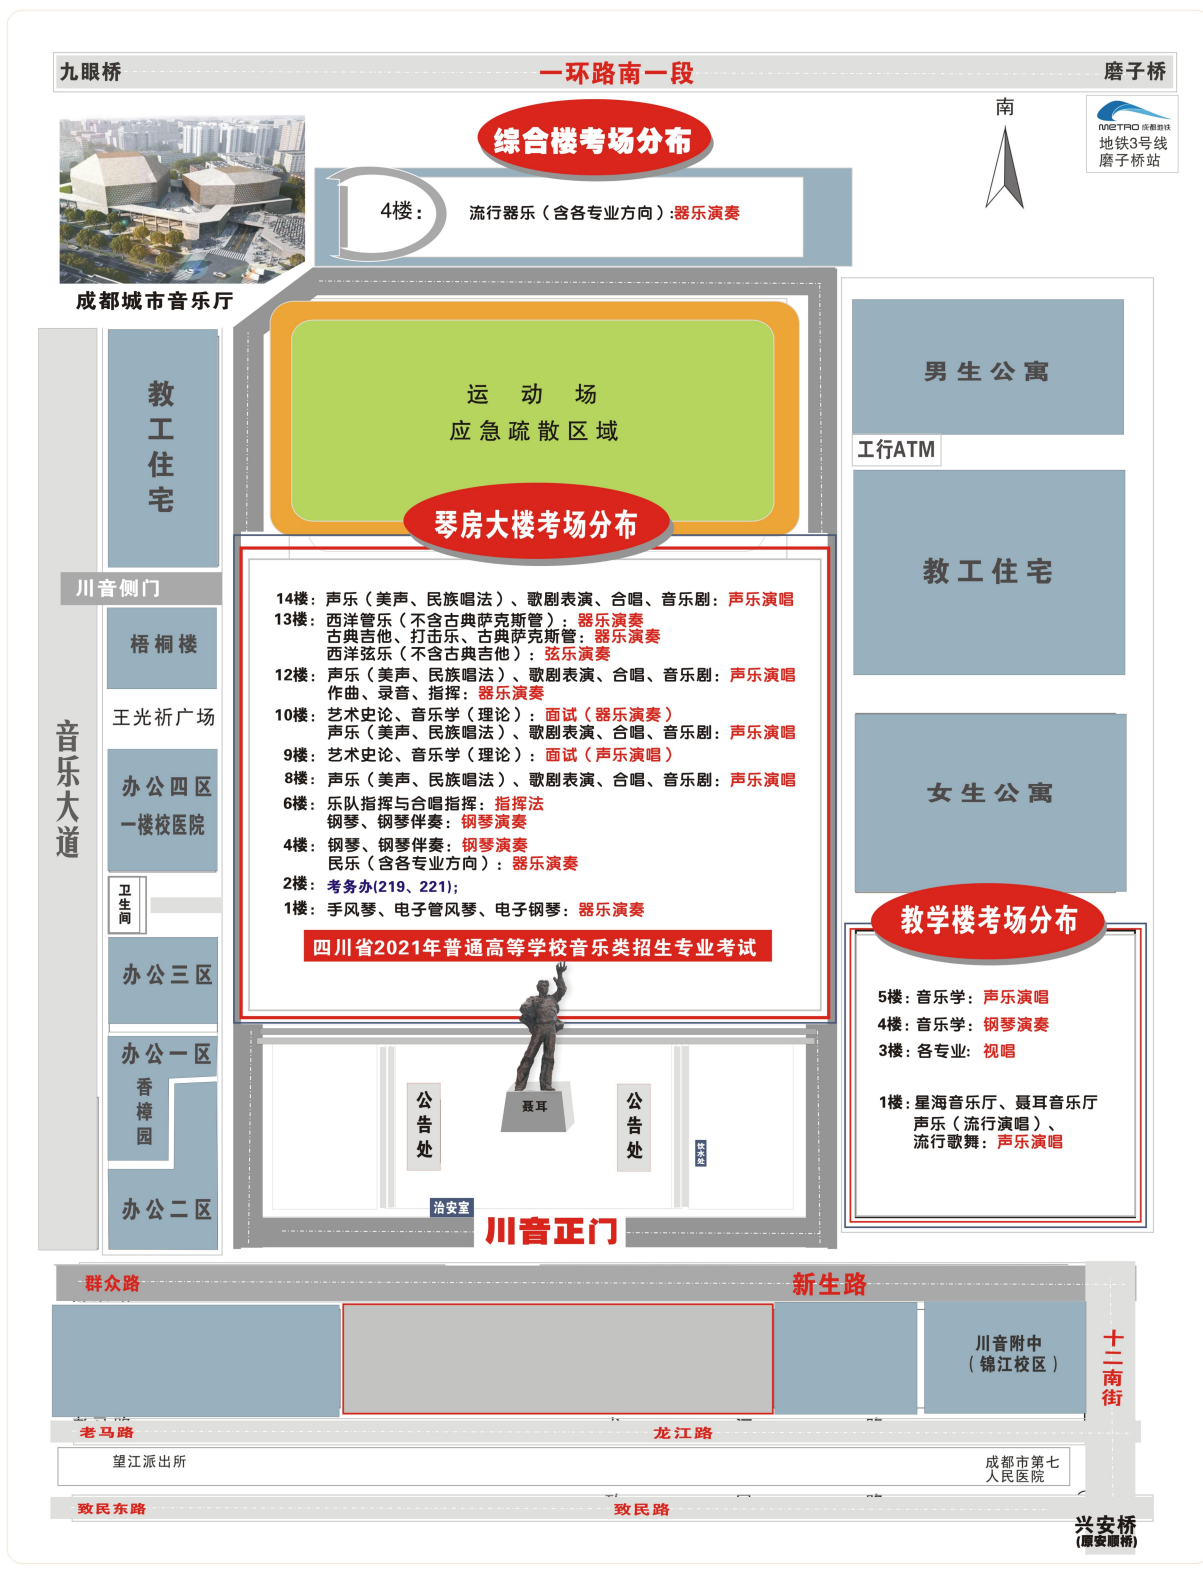 九眼桥
一环路南一段
磨子桥
南
METRO 成都地铁
地铁3号线
磨子桥站
综合楼考场分布
4楼：
流行器乐（含各专业方向）:器乐演奏
成都城市音乐厅
运 动 场
应急疏散区域
男生公寓
工行ATM
教工住宅
教工住宅
川音侧门
梧桐楼
王光祈广场
音乐大道
办公四区
一楼校医院
卫生间
办公三区
办公一区
香樟园
办公二区
琴房大楼考场分布
14楼：声乐（美声、民族唱法）、歌剧表演、合唱、音乐剧：声乐演唱
13楼：西洋管乐（不含古典萨克斯管）：器乐演奏
古典吉他、打击乐、古典萨克斯管：器乐演奏
西洋弦乐（不含古典吉他）：弦乐演奏
12楼：声乐（美声、民族唱法）、歌剧表演、合唱、音乐剧：声乐演唱
作曲、录音、指挥：器乐演奏
10楼：艺术史论、音乐学（理论）：面试（器乐演奏）
声乐（美声、民族唱法）、歌剧表演、合唱、音乐剧：声乐演唱
9楼：艺术史论、音乐学（理论）：面试（声乐演唱）
8楼：声乐（美声、民族唱法）、歌剧表演、合唱、音乐剧：声乐演唱
6楼：乐队指挥与合唱指挥：指挥法
钢琴、钢琴伴奏：钢琴演奏
4楼：钢琴、钢琴伴奏：钢琴演奏
民乐（含各专业方向）：器乐演奏
2楼：考务办(219、221)；
1楼：手风琴、电子管风琴、电子钢琴：器乐演奏
四川省2021年普通高等学校音乐类招生专业考试
女生公寓
教学楼考场分布
5楼：音乐学：声乐演唱
4楼：音乐学：钢琴演奏
3楼：各专业：视唱
1楼：星海音乐厅、聂耳音乐厅
声乐（流行演唱）、
流行歌舞：声乐演唱
聂耳
公告处
公告处
饮水处
治安室
川音正门
群众路
新生路
川音附中
（锦江校区）
十二南街
老马路
龙江路
望江派出所
成都市第七
人民医院
致民东路
致民路
兴安桥
(原安顺桥)